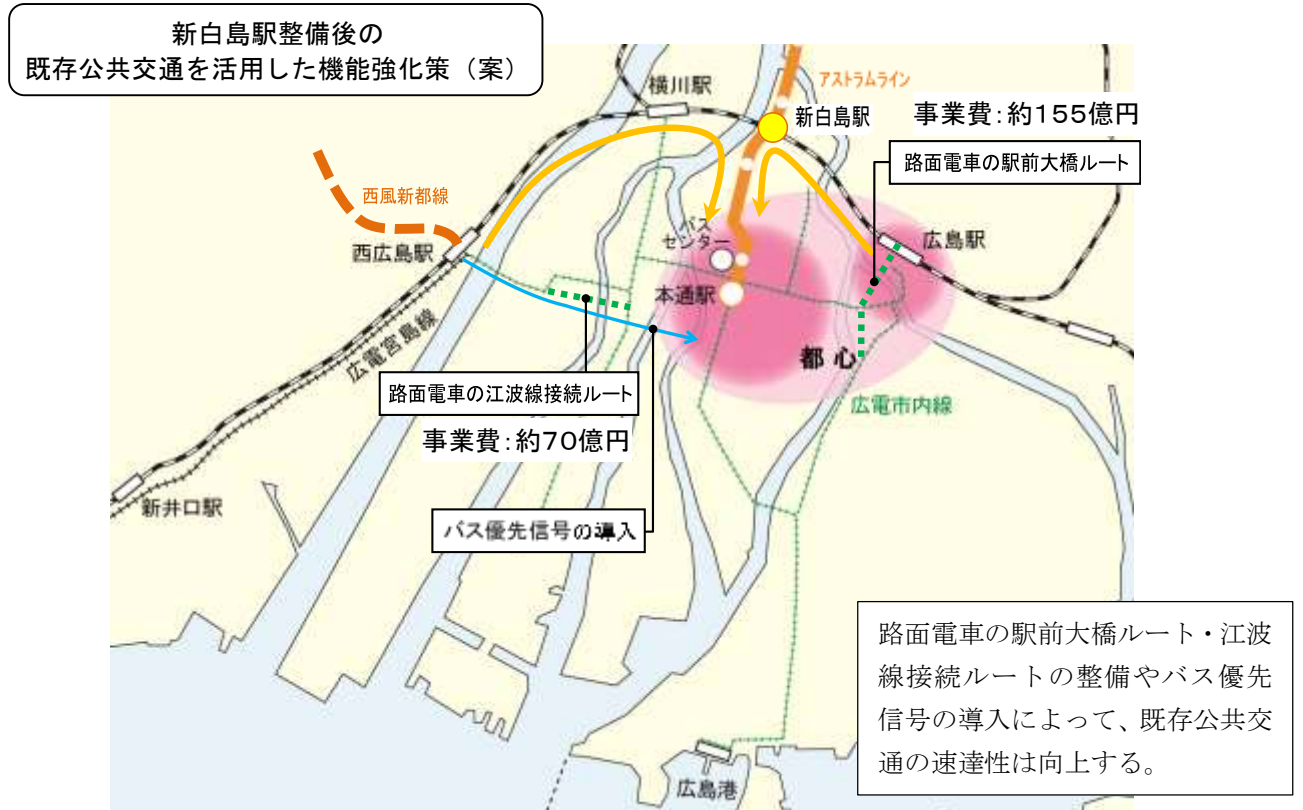 新白島駅整備後の
既存公共交通を活用した機能強化策（案）
アストラムライン
横川駅
新白島駅
事業費：約155億円
路面電車の駅前大橋ルート
西風新都線
西広島駅
バス
センター
広島駅
本通駅
都心
広電宮島線
路面電車の江波線接続ルート
広電市内線
事業費：約70億円
新井口駅
バス優先信号の導入
路面電車の駅前大橋ルート・江波
線接続ルートの整備やバス優先
信号の導入によって、既存公共交
通の速達性は向上する。
広島港